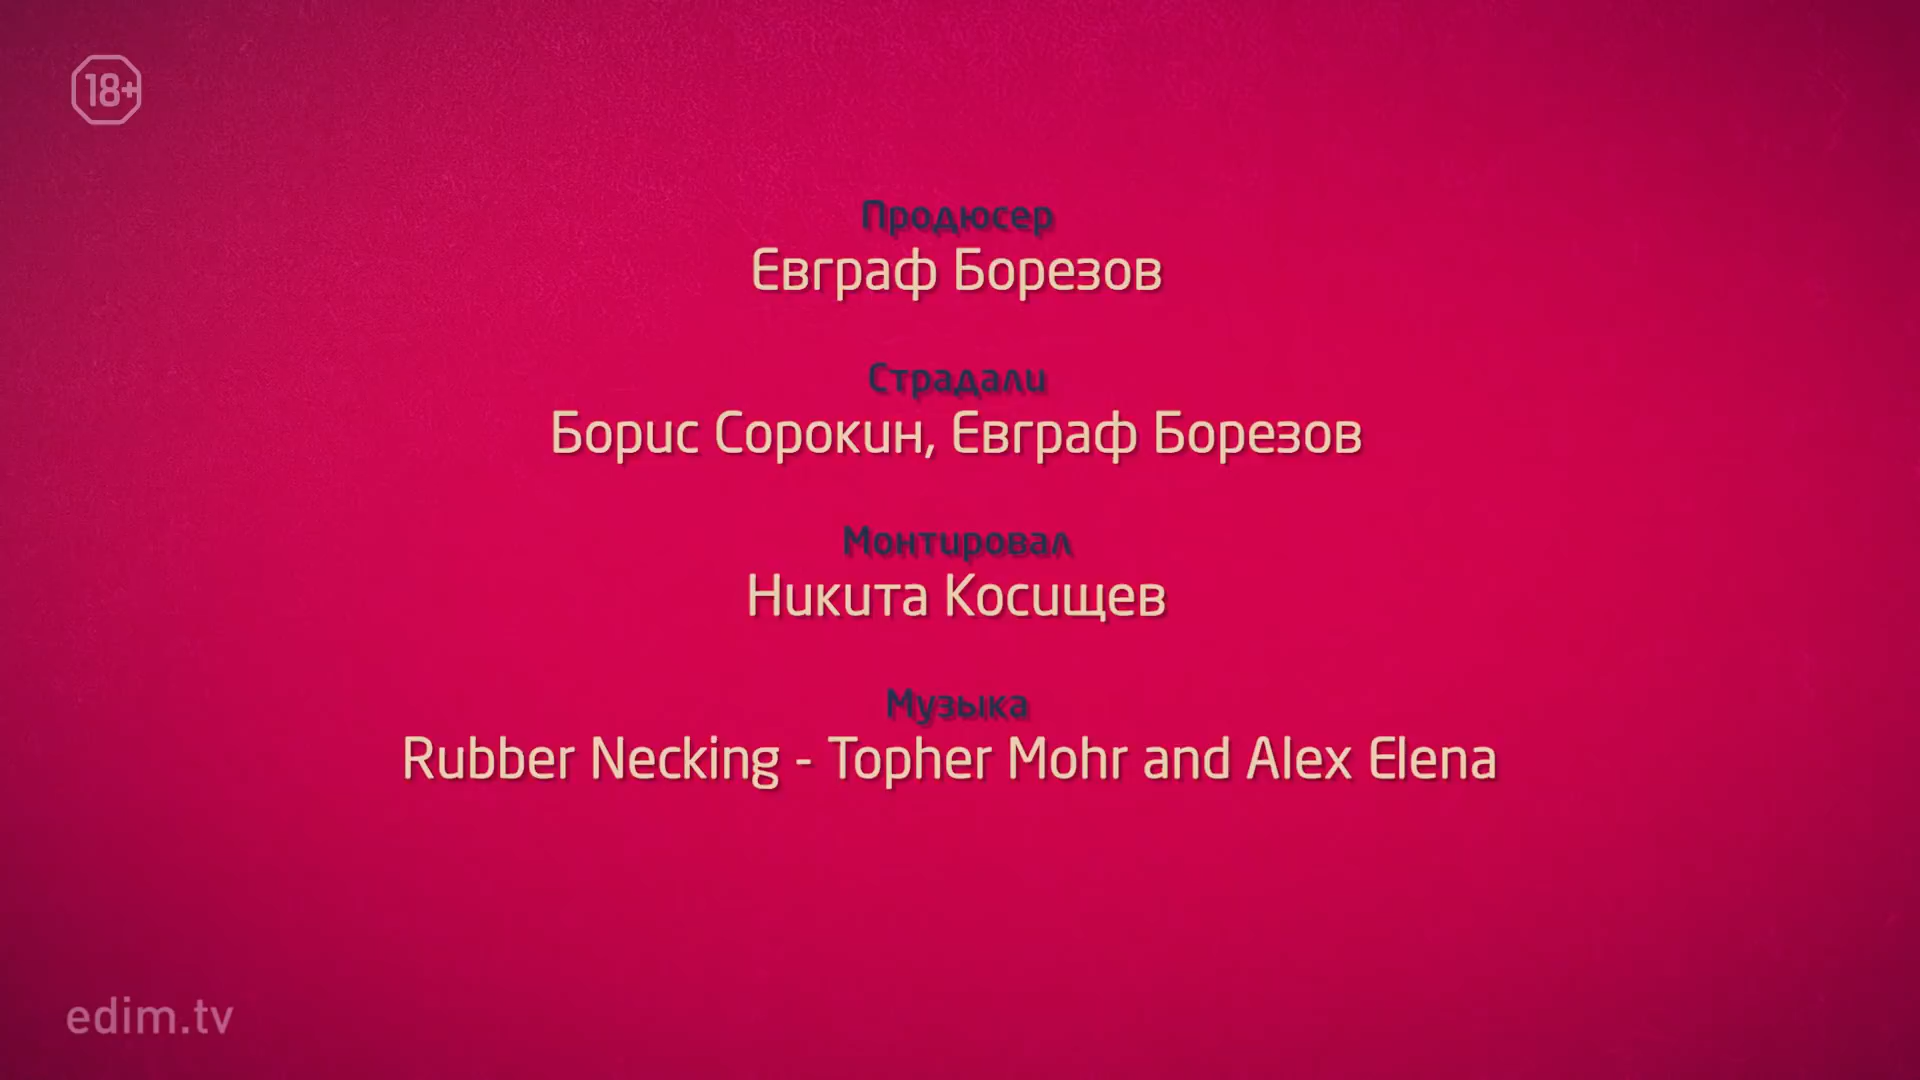 18+
Продюсер
Евграф Борезов
Страдали
Борис Сорокин, Евграф Борезов
Монтировал
Никита Косищев
Музыка
Rubber Necking - Topher Mohr and Alex Elena
edim.tv